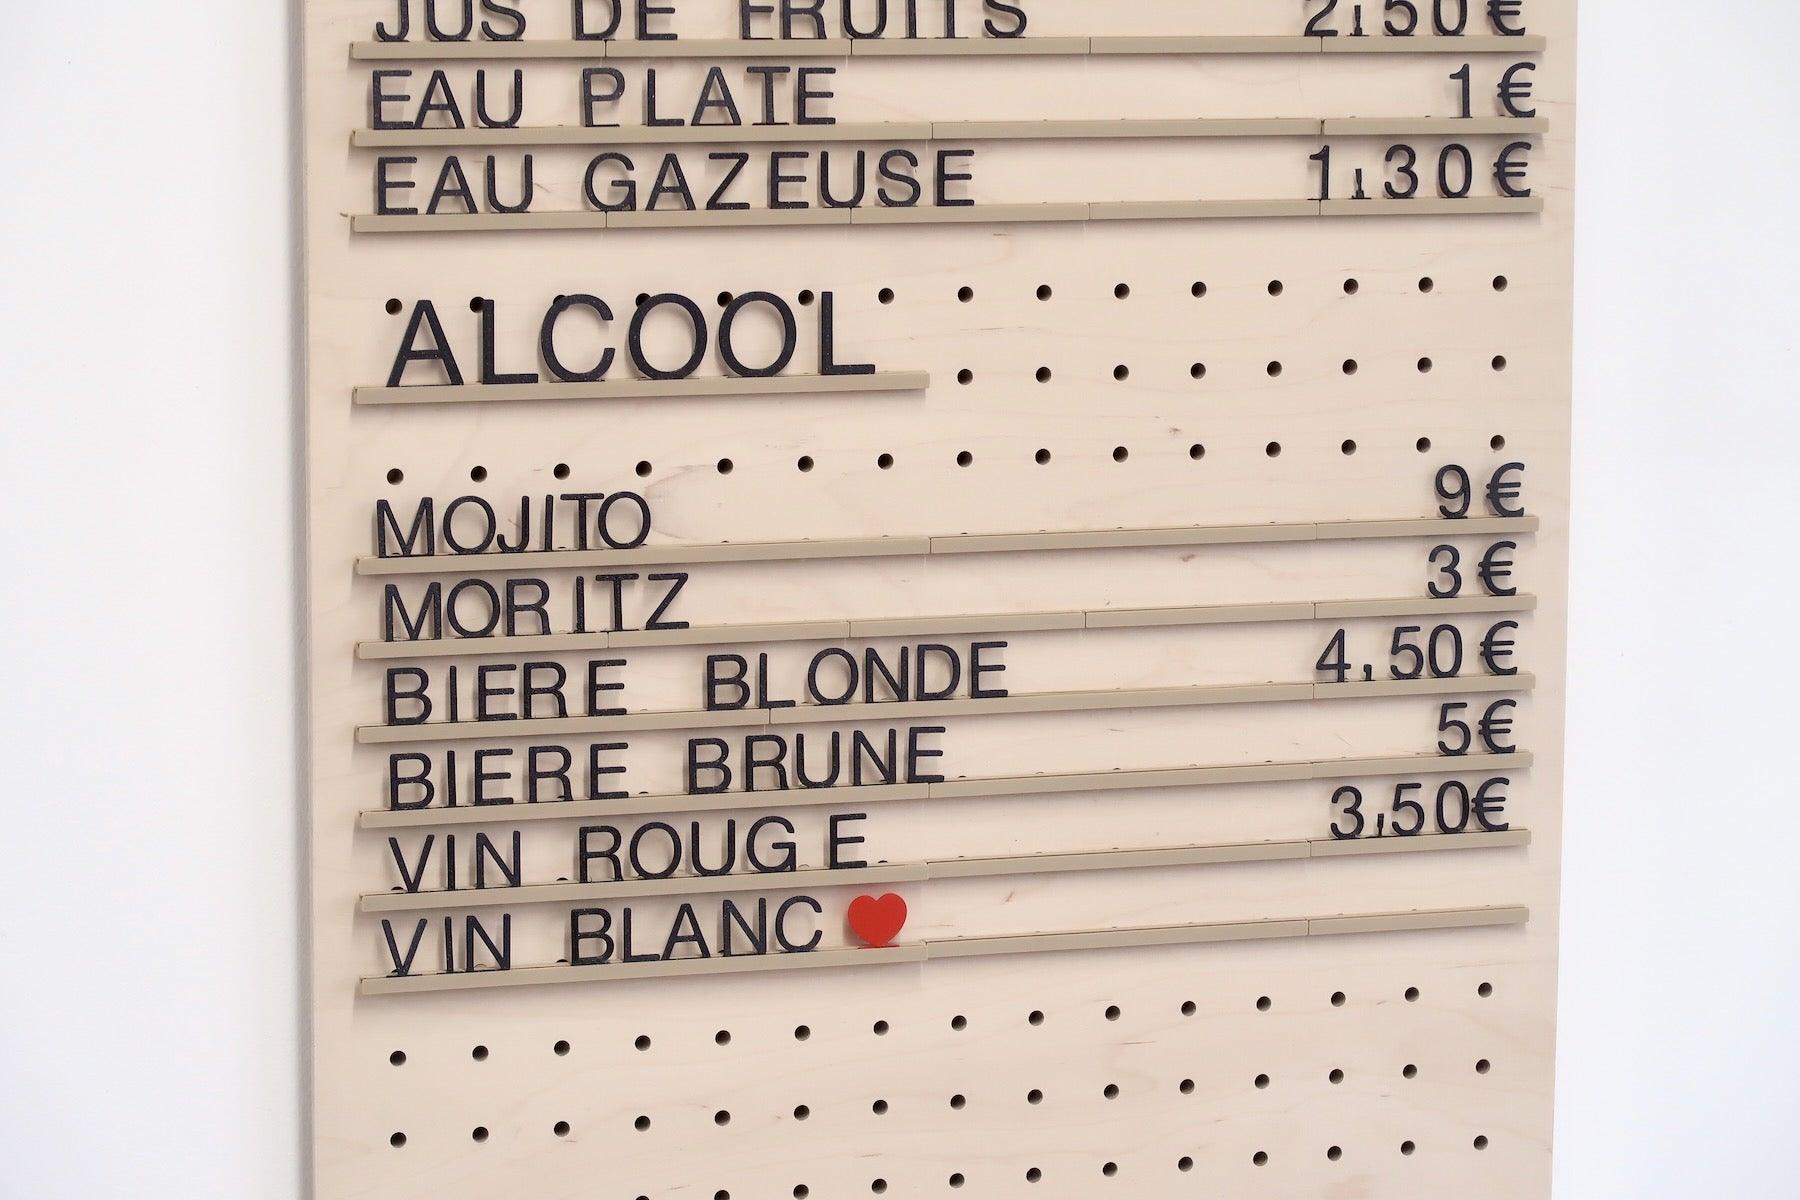 JUS DE FRUITS 2,50€
EAU PLATE 1€
EAU GAZEUSE 1,30€
ALCOOL
MOJITO 9€
MORITZ 3€
BIERE BLONDE 4,50€
BIERE BRUNE 5€
VIN ROUGE 3,50€
VIN BLANC ♥